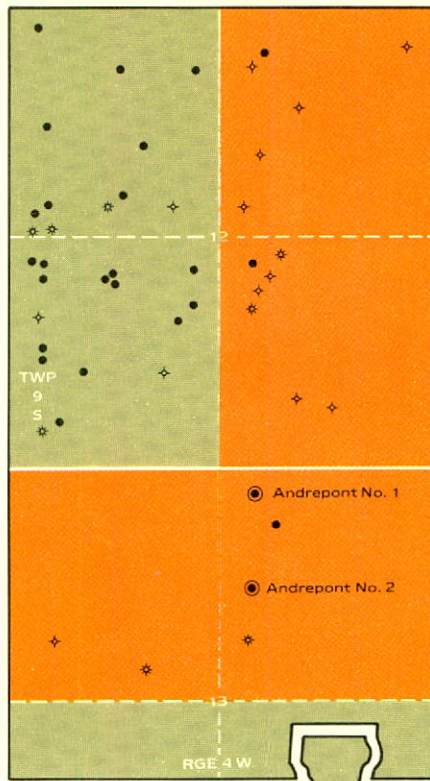 12
TWP
9
S
Andrepont No. 1
Andrepont No. 2
13
RGE 4 W